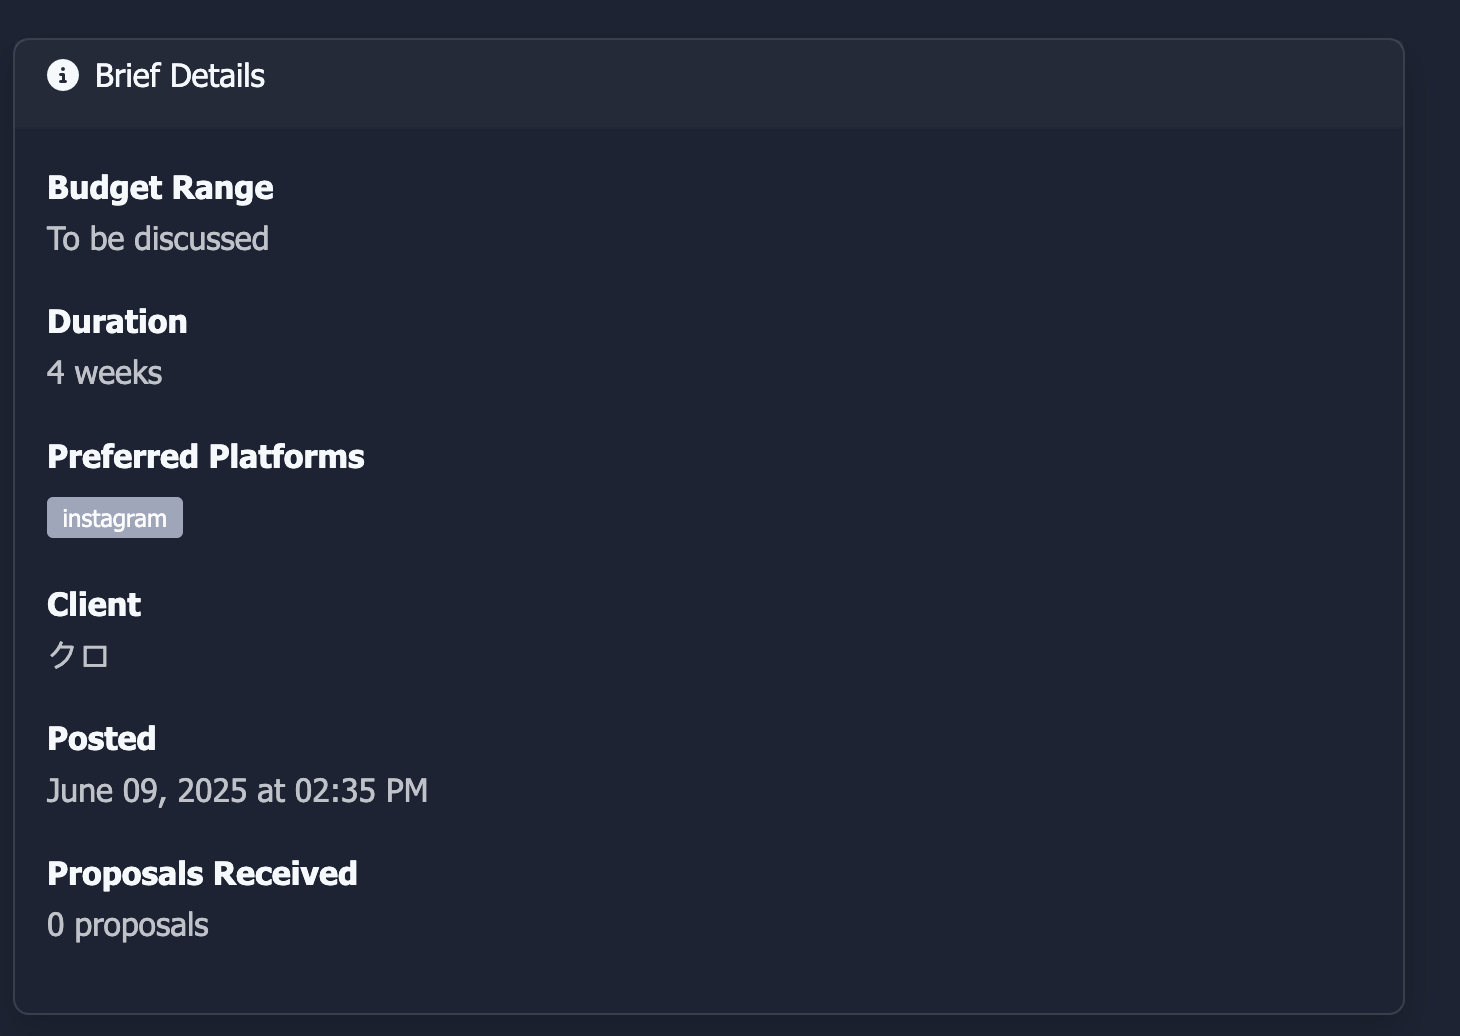 Brief Details
Budget Range
To be discussed
Duration
4 weeks
Preferred Platforms
instagram
Client
クロ
Posted
June 09, 2025 at 02:35 PM
Proposals Received
0 proposals